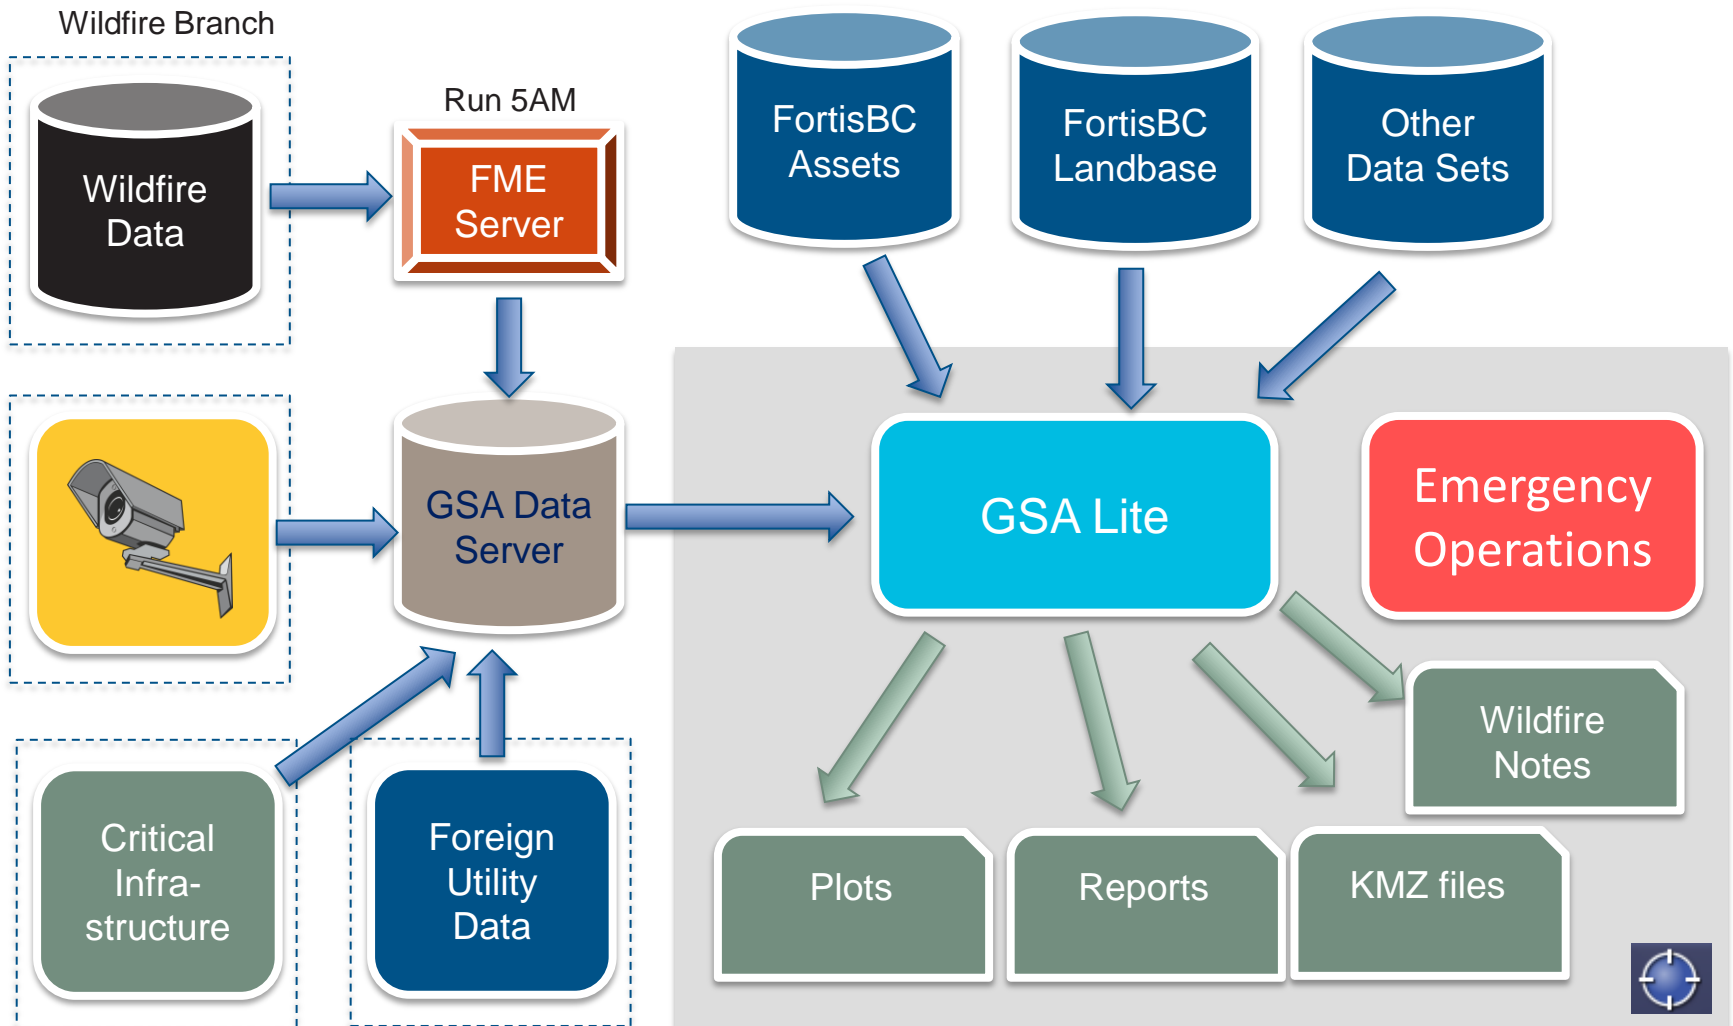 Wildfire Branch
Wildfire
Data
Run 5AM
FME
Server
FortisBC
Assets
FortisBC
Landbase
Other
Data Sets
GSA Data
Server
GSA Lite
Emergency
Operations
Critical
Infra-
structure
Foreign
Utility
Data
Wildfire
Notes
Plots
Reports
KMZ files